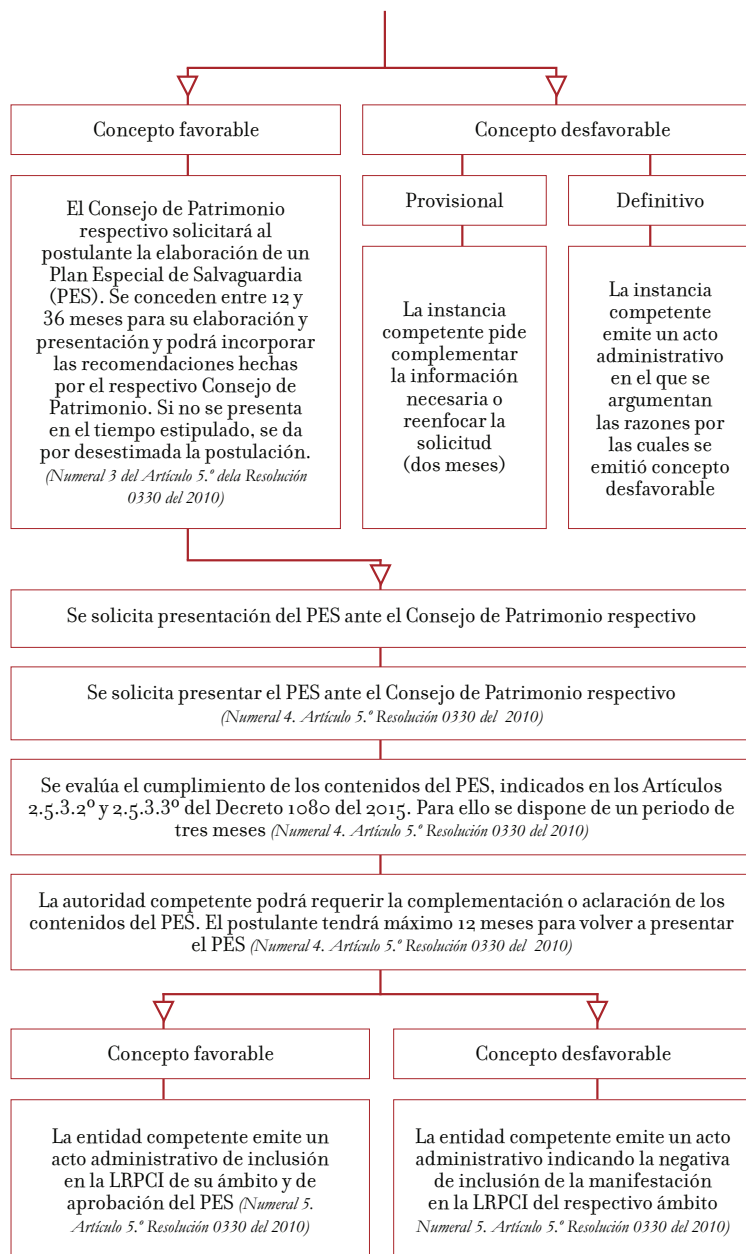 Concepto favorable
Concepto desfavorable
El Consejo de Patrimonio
respectivo solicitará al
postulante la elaboración de un
Plan Especial de Salvaguardia
(PES). Se conceden entre 12 y
36 meses para su elaboración y
presentación y podrá incorporar
las recomendaciones hechas
por el respectivo Consejo de
Patrimonio. Si no se presenta
en el tiempo estipulado, se da
por desestimada la postulación.
(Numeral 3 del Artículo 5.º dela Resolución
0330 del 2010)
Provisional
La instancia
competente pide
complementar
la información
necesaria o
reenfocar la
solicitud
(dos meses)
Definitivo
La instancia
competente
emite un acto
administrativo
en el que se
argumentan
las razones por
las cuales se
emitió concepto
desfavorable
Se solicita presentación del PES ante el Consejo de Patrimonio respectivo
Se solicita presentar el PES ante el Consejo de Patrimonio respectivo
(Numeral 4. Artículo 5.º Resolución 0330 del 2010)
Se evalúa el cumplimiento de los contenidos del PES, indicados en los Artículos
2.5.3.2º y 2.5.3.3º del Decreto 1080 del 2015. Para ello se dispone de un periodo de
tres meses (Numeral 4. Artículo 5.º Resolución 0330 del 2010)
La autoridad competente podrá requerir la complementación o aclaración de los
contenidos del PES. El postulante tendrá máximo 12 meses para volver a presentar
el PES (Numeral 4. Artículo 5.º Resolución 0330 del 2010)
Concepto favorable
Concepto desfavorable
La entidad competente emite un
acto administrativo de inclusión
en la LRPCI de su ámbito y de
aprobación del PES (Numeral 5.
Artículo 5.º Resolución 0330 del 2010)
La entidad competente emite un acto
administrativo indicando la negativa
de inclusión de la manifestación
en la LRPCI del respectivo ámbito
Numeral 5. Artículo 5.º Resolución 0330 del 2010)